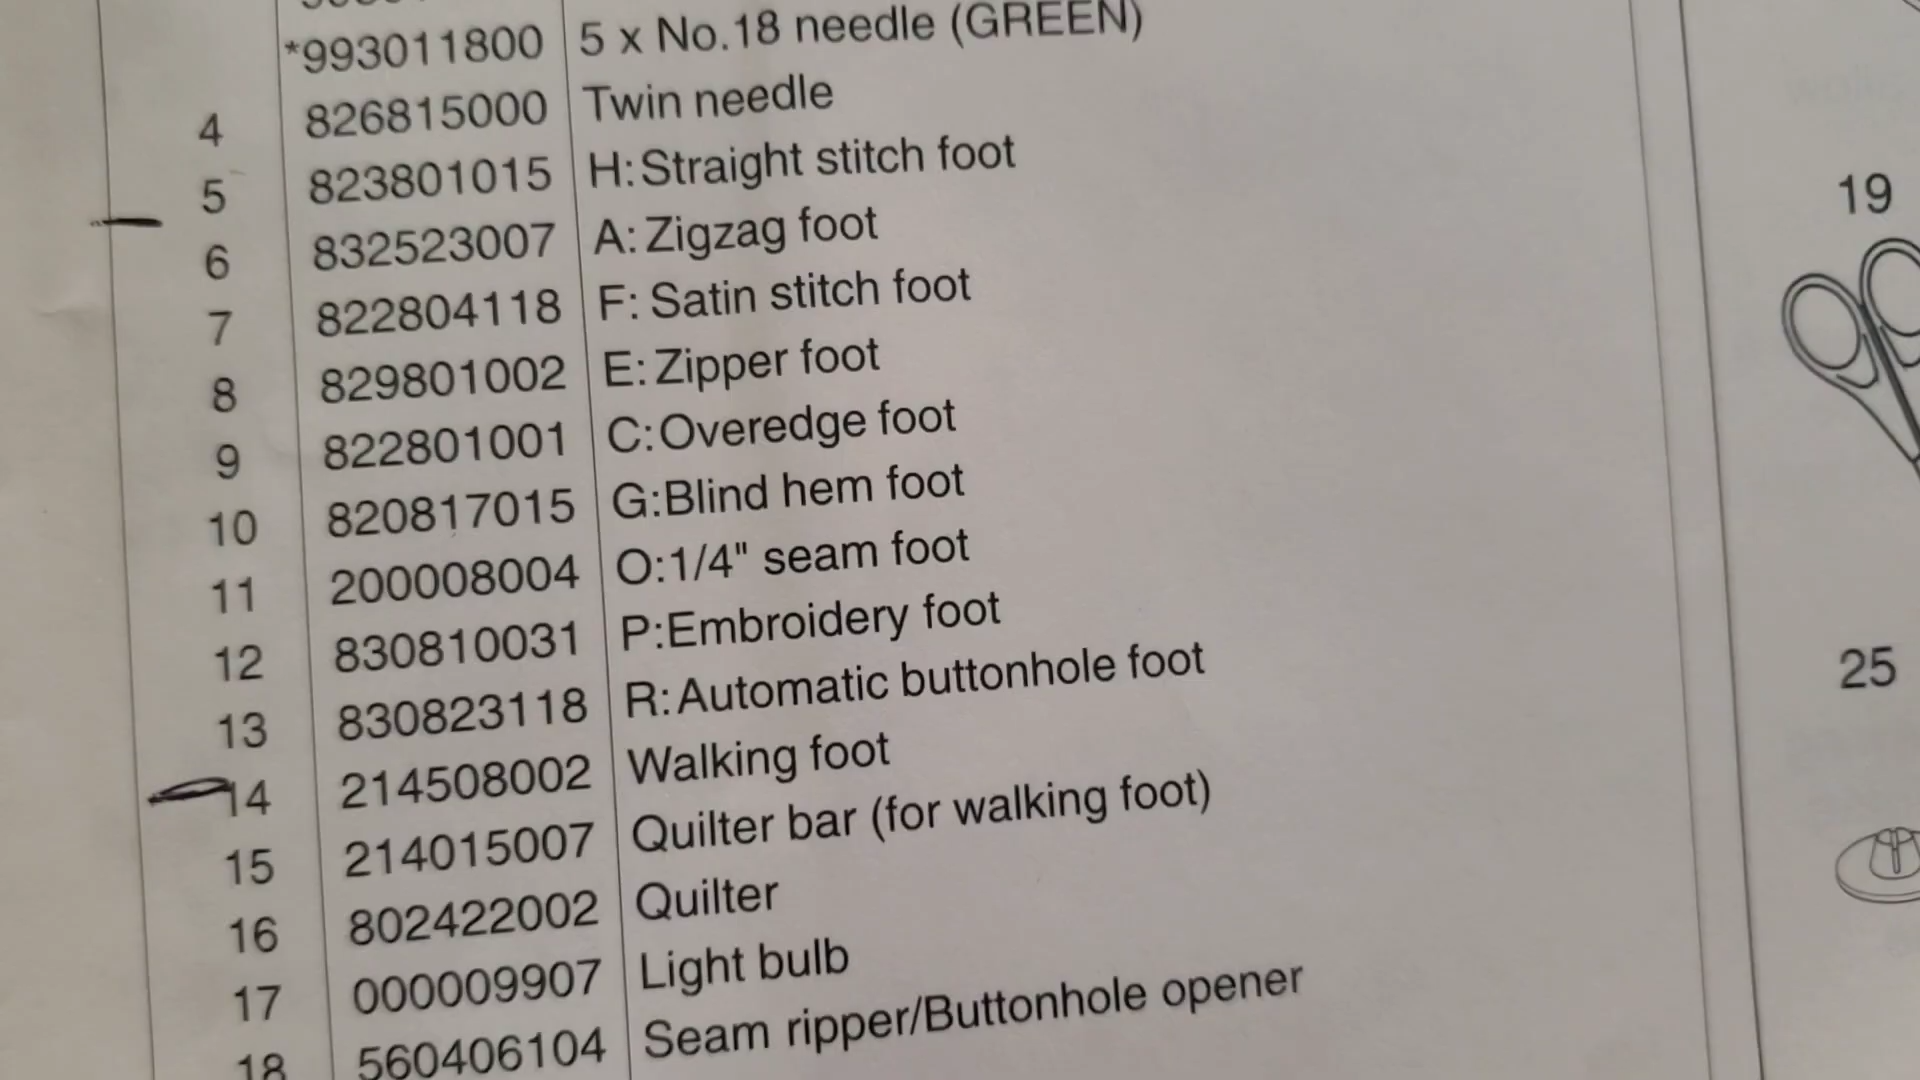 *993011800 5 x No.18 needle (GREEN)
4 826815000 Twin needle
5 823801015 H:Straight stitch foot
6 832523007 A:Zigzag foot
7 822804118 F: Satin stitch foot
8 829801002 E:Zipper foot
9 822801001 C:Overedge foot
10 820817015 G:Blind hem foot
11 200008004 O:1/4" seam foot
12 830810031 P:Embroidery foot
13 830823118 R:Automatic buttonhole foot
14 214508002 Walking foot
15 214015007 Quilter bar (for walking foot)
16 802422002 Quilter
17 000009907 Light bulb
18 560406104 Seam ripper/Buttonhole opener
19
25